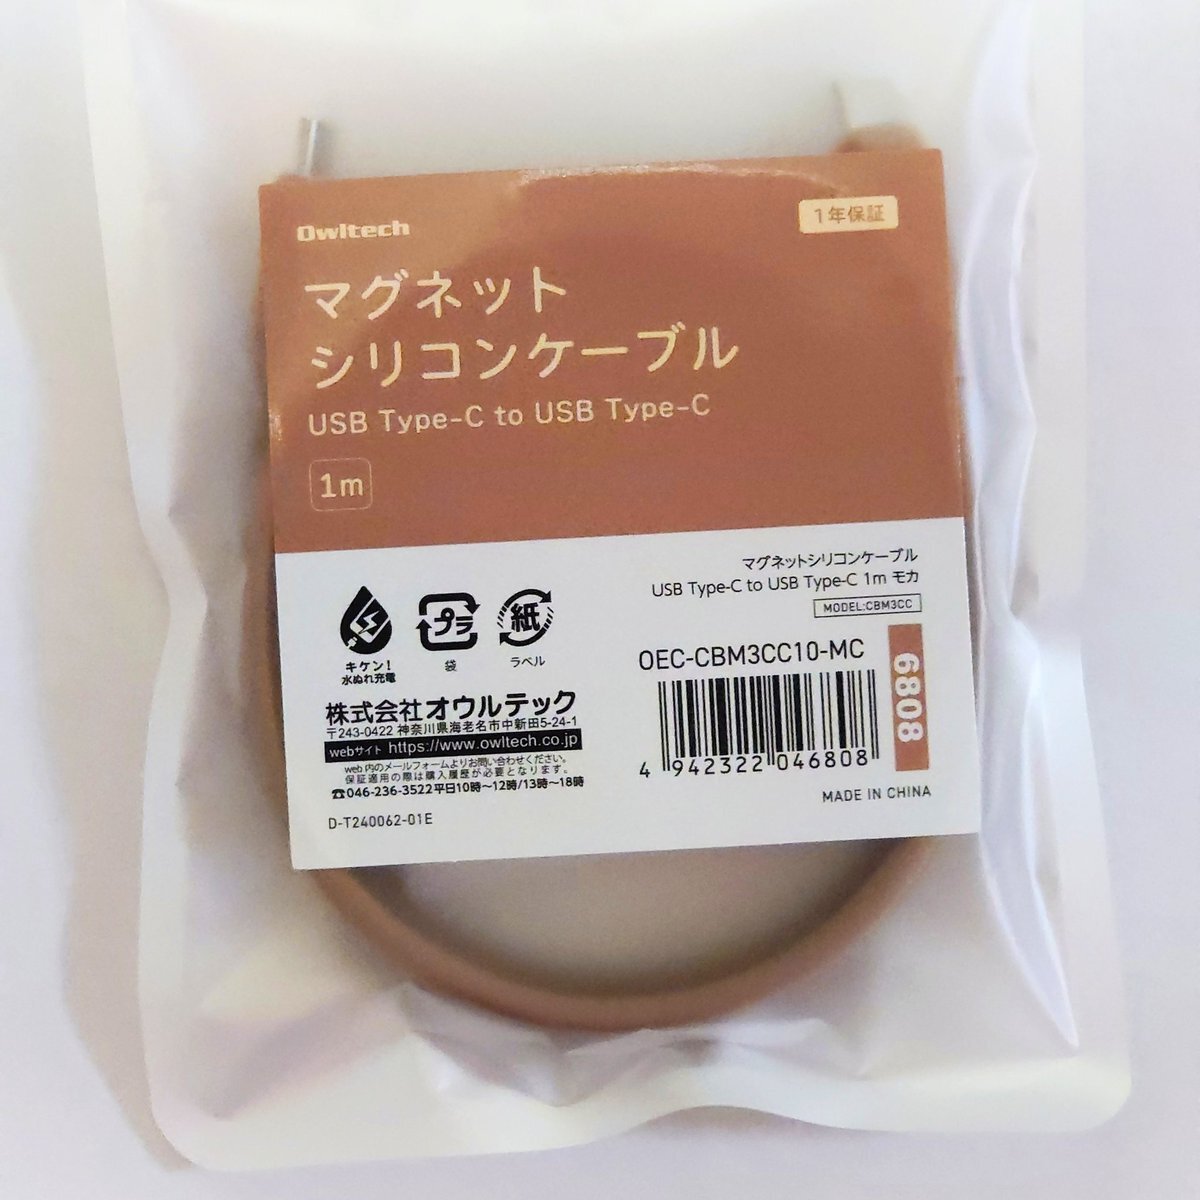 Owltech
1年保証
マグネット
シリコンケーブル
USB Type-C to USB Type-C
1m
マグネットシリコンケーブル
USB Type-C to USB Type-C 1m モカ
MODEL:CBM3CC
キケン!
水ぬれ充電
プラ
袋
紙
ラベル
OEC-CBM3CC10-MC
6808
4 942322 046808
MADE IN CHINA
株式会社オウルテック
〒243-0422 神奈川県海老名市中新田5-24-1
webサイト https://www.owltech.co.jp
web内のメールフォームよりお問い合わせください。
保証適用の際は購入履歴が必要となります。
☎046-236-3522平日10時〜12時/13時〜18時
D-T240062-01E